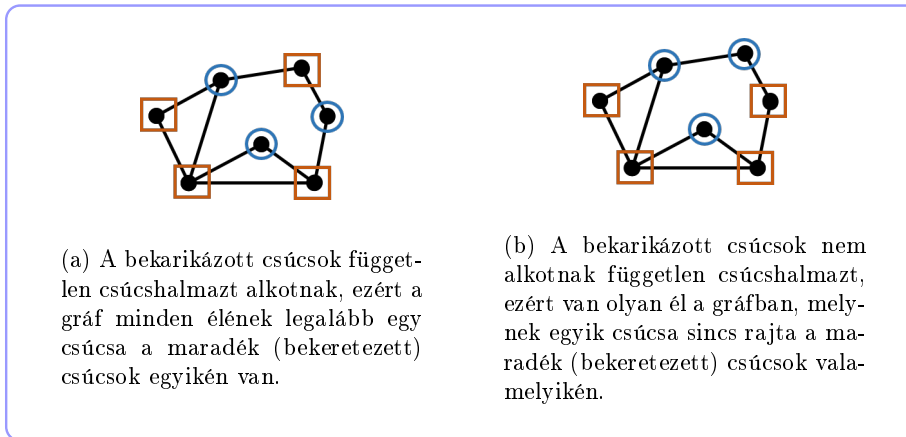 (a) A bekarikázott csúcsok függet-
len csúcshalmazt alkotnak, ezért a
gráf minden élének legalább egy
csúcsa a maradék (bekeretezett)
csúcsok egyikén van.
(b) A bekarikázott csúcsok nem
alkotnak független csúcshalmazt,
ezért van olyan él a gráfban, mely-
nek egyik csúcsa sincs rajta a ma-
radék (bekeretezett) csúcsok vala-
melyikén.